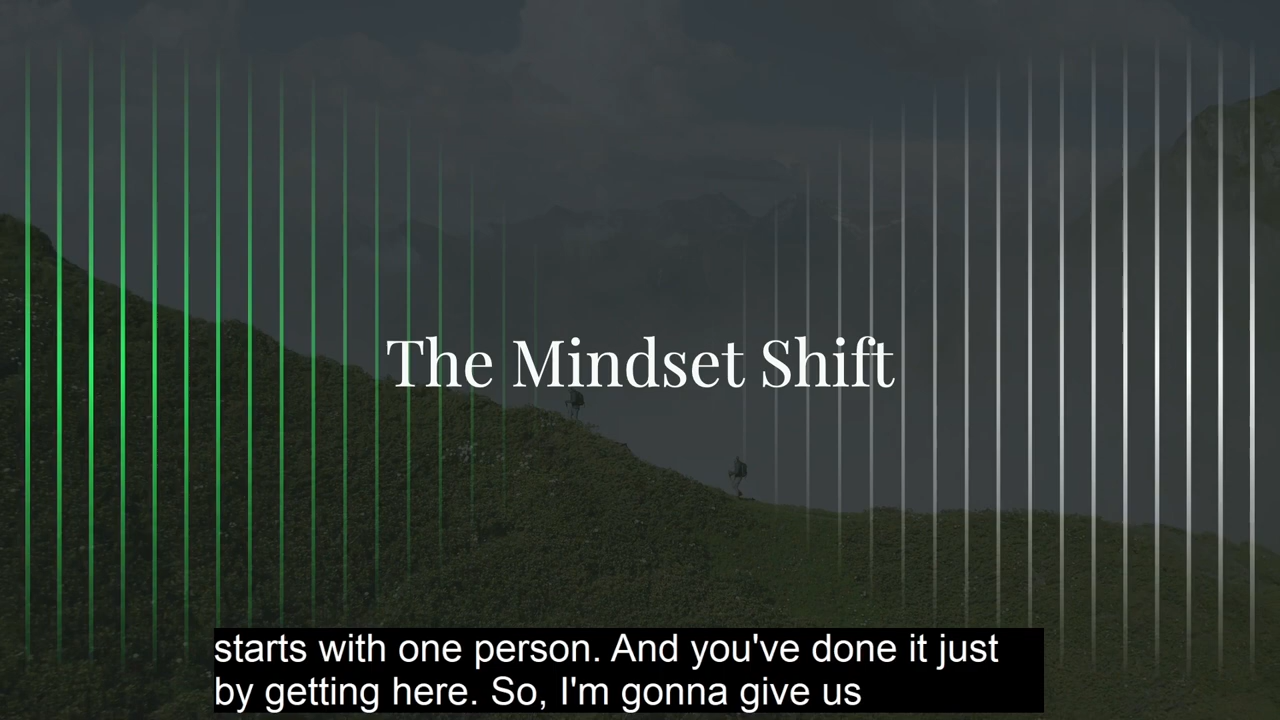 The Mindset Shift
starts with one person. And you've done it just
by getting here. So, I'm gonna give us